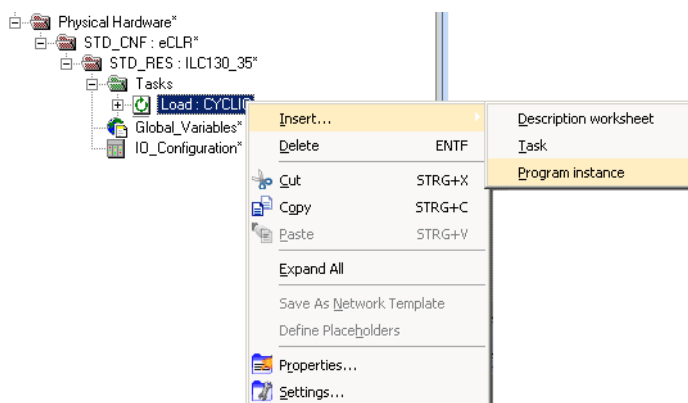 Physical Hardware*
STD_CNF : eCLR*
STD_RES : ILC130_35*
Tasks
Load : CYCLIC
Global_Variables*
IO_Configuration*
Insert...
Delete ENTF
Cut STRG+X
Copy STRG+C
Paste STRG+V
Expand All
Save As Network Template
Define Placeholders
Properties...
Settings...
Description worksheet
Task
Program instance